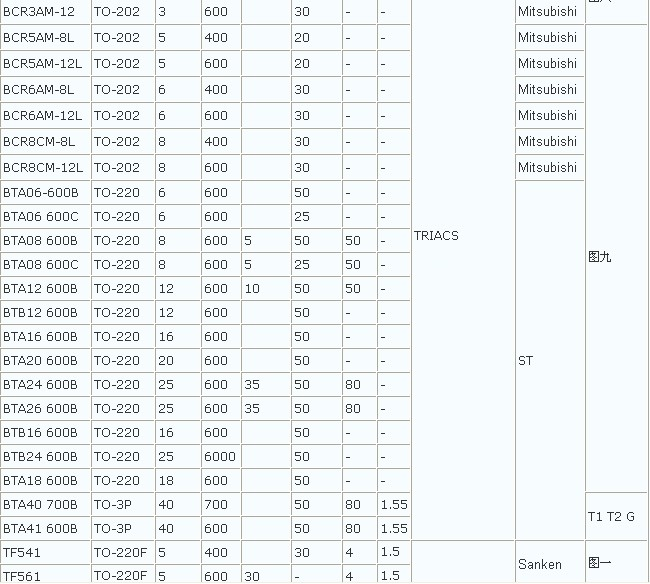 BCR3AM-12 TO-202 3 600 30 - - Mitsubishi
BCR5AM-8L TO-202 5 400 20 - - Mitsubishi
BCR5AM-12L TO-202 5 600 20 - - Mitsubishi
BCR6AM-8L TO-202 6 400 30 - - Mitsubishi
BCR6AM-12L TO-202 6 600 30 - - Mitsubishi
BCR8CM-8L TO-202 8 400 30 - - Mitsubishi
BCR8CM-12L TO-202 8 600 30 - - Mitsubishi
BTA06-600B TO-220 6 600 50 - -
BTA06 600C TO-220 6 600 25 - -
TRIACS
BTA08 600B TO-220 8 600 5 50 50 -
图九
BTA08 600C TO-220 8 600 5 25 50 -
BTA12 600B TO-220 12 600 10 50 50 -
BTB12 600B TO-220 12 600 50 - -
BTA16 600B TO-220 16 600 50 - -
BTA20 600B TO-220 20 600 50 - - ST
BTA24 600B TO-220 25 600 35 50 80 -
BTA26 600B TO-220 25 600 35 50 80 -
BTB16 600B TO-220 16 600 50 - -
BTB24 600B TO-220 25 6000 50 - -
BTA18 600B TO-220 18 600 50 - -
BTA40 700B TO-3P 40 700 50 80 1.55
T1 T2 G
BTA41 600B TO-3P 40 600 50 80 1.55
TF541 TO-220F 5 400 30 4 1.5
Sanken 图一
TF561 TO-220F 5 600 30 - 4 1.5